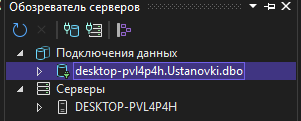 Обозреватель серверов
Подключения данных
desktop-pvl4p4h.Ustanovki.dbo
Серверы
DESKTOP-PVL4P4H